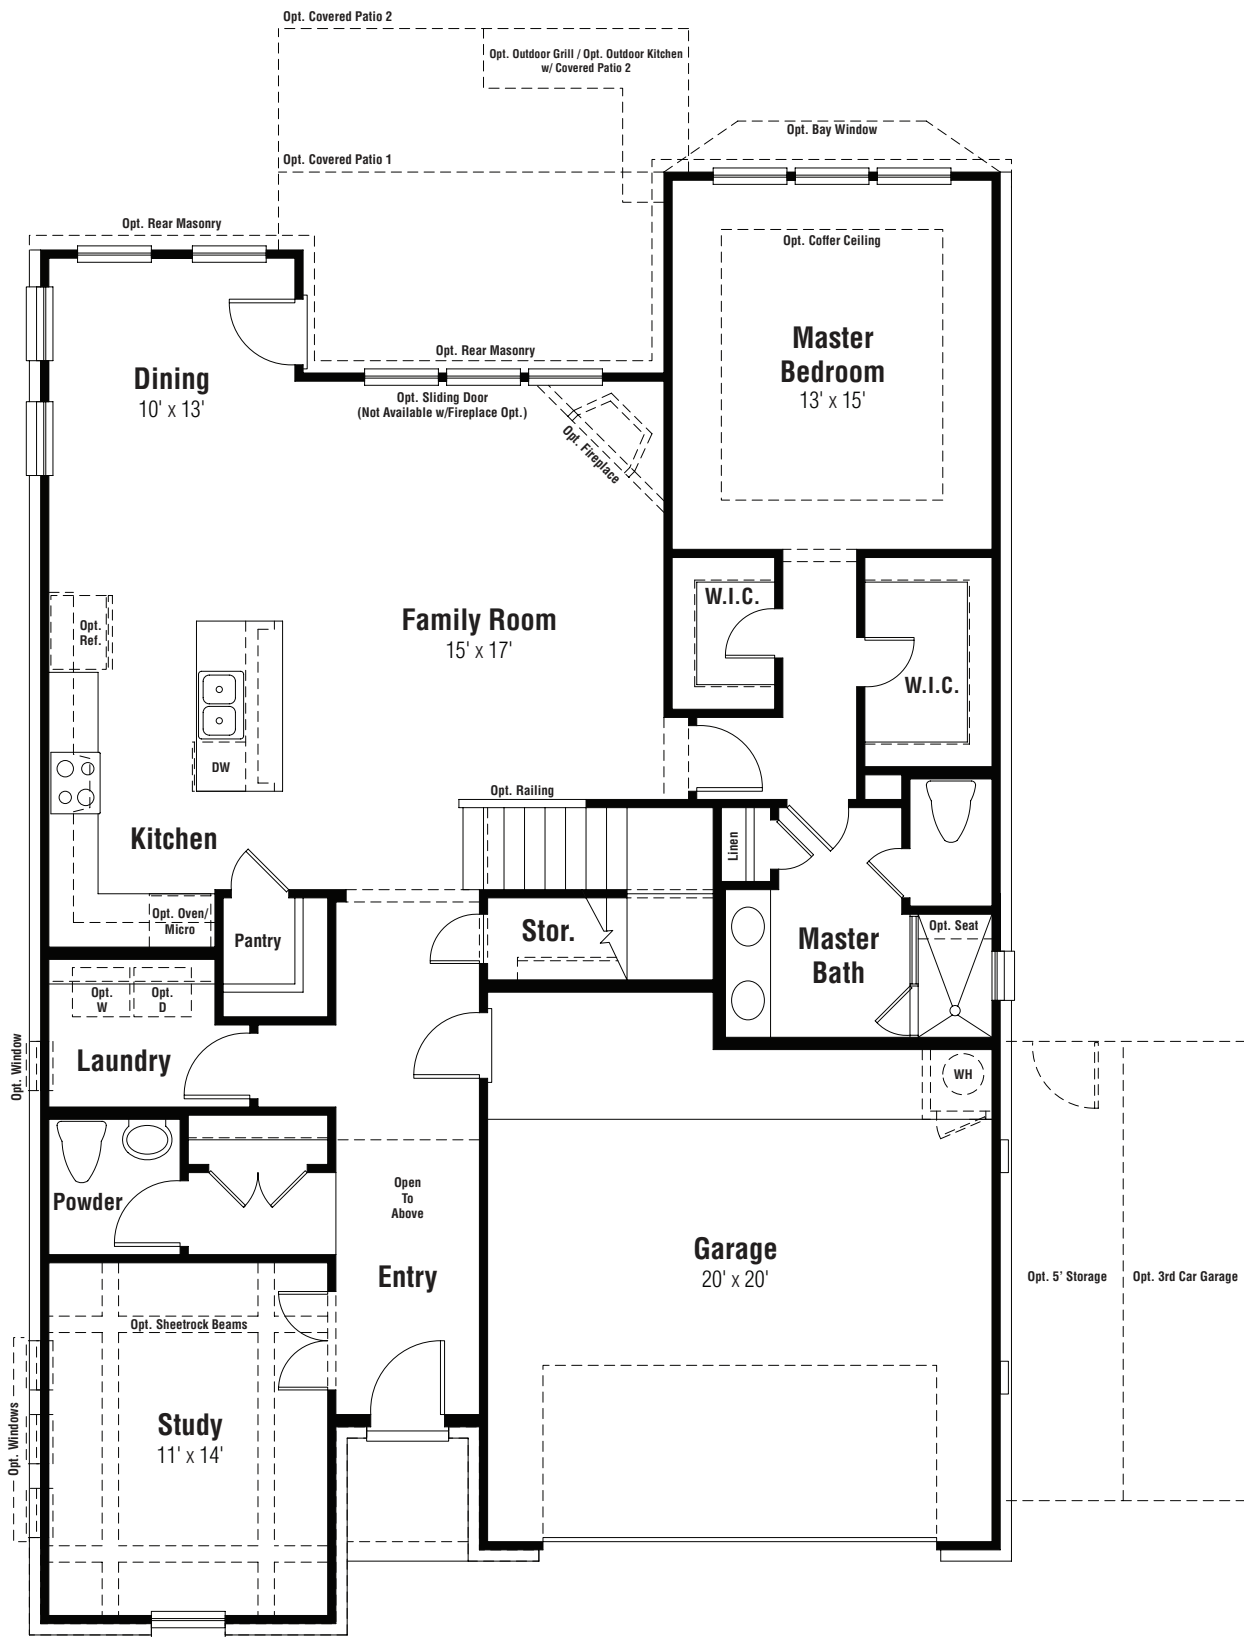 Opt. Covered Patio 2
Opt. Outdoor Grill / Opt. Outdoor Kitchen
w/ Covered Patio 2
Opt. Bay Window
Opt. Covered Patio 1
Opt. Rear Masonry
Opt. Coffer Ceiling
Master
Bedroom
13' x 15'
Opt. Rear Masonry
Dining
10' x 13'
Opt. Sliding Door
(Not Available w/Fireplace Opt.)
Opt. Fireplace
W.I.C.
Family Room
15' x 17'
Opt.
Ref.
W.I.C.
DW
Opt. Railing
Kitchen
Linen
Opt. Oven/
Micro
Pantry
Stor.
Master
Bath
Opt. Seat
Opt.
W
Opt.
D
Laundry
Opt. Window
WH
Powder
Open
To
Above
Entry
Garage
20' x 20'
Opt. 5' Storage
Opt. 3rd Car Garage
Opt. Sheetrock Beams
Study
11' x 14'
Opt. Windows